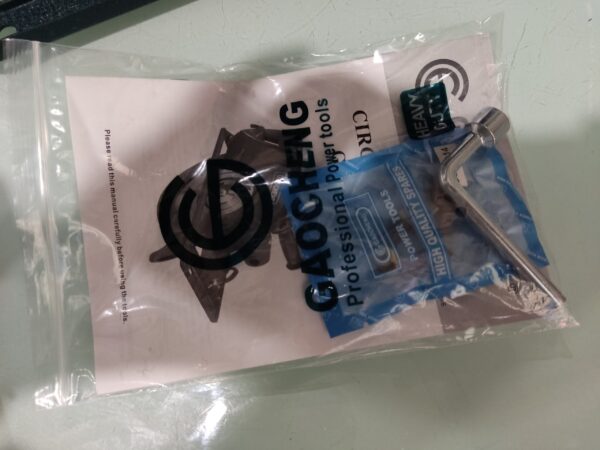 GAOCHENG
Professional Power tools
CIRC
HEAVY
DUTY
POWER TOOLS
HIGH QUALITY SPARES
Please read this manual carefully before using the tools.